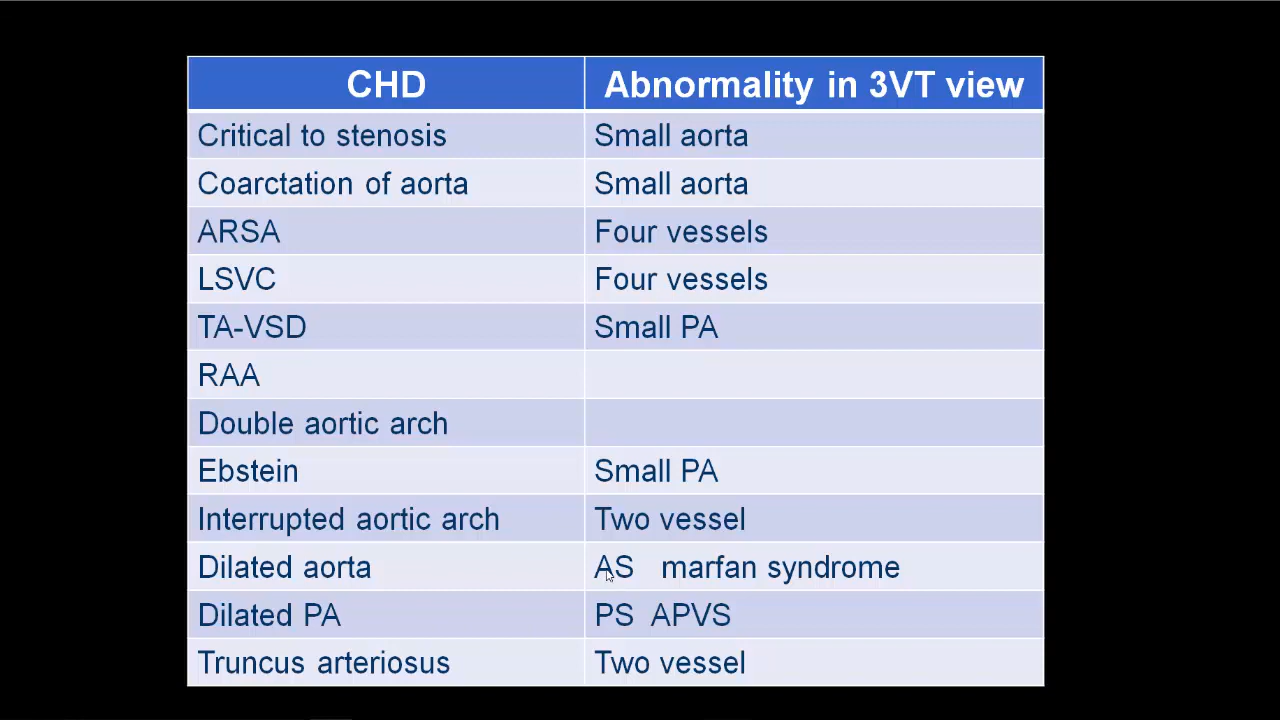 CHD Abnormality in 3VT view
Critical to stenosis Small aorta
Coarctation of aorta Small aorta
ARSA Four vessels
LSVC Four vessels
TA-VSD Small PA
RAA
Double aortic arch
Ebstein Small PA
Interrupted aortic arch Two vessel
Dilated aorta AS marfan syndrome
Dilated PA PS APVS
Truncus arteriosus Two vessel